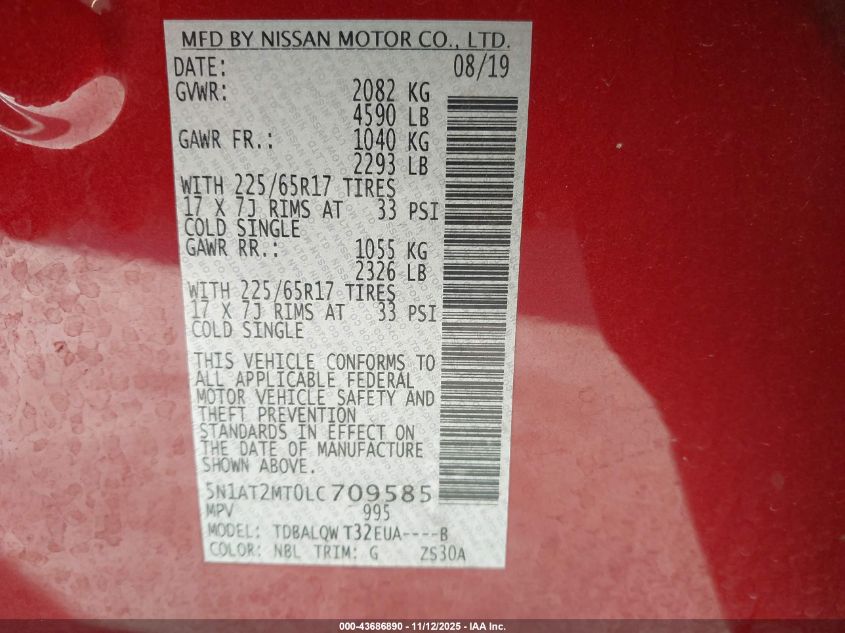 MFD BY NISSAN MOTOR CO., LTD.
DATE: 08/19
GVWR: 2082 KG
4590 LB
GAWR FR.: 1040 KG
2293 LB
WITH 225/65R17 TIRES
17 X 7J RIMS AT 33 PSI
COLD SINGLE
GAWR RR.: 1055 KG
2326 LB
WITH 225/65R17 TIRES
17 X 7J RIMS AT 33 PSI
COLD SINGLE
THIS VEHICLE CONFORMS TO
ALL APPLICABLE FEDERAL
MOTOR VEHICLE SAFETY AND
THEFT PREVENTION
STANDARDS IN EFFECT ON
THE DATE OF MANUFACTURE
SHOWN ABOVE.
5N1AT2MT0LC709585
MPV 995
MODEL: TDBALQW T32EUA----B
COLOR: NBL TRIM: G ZS30A
000-43686890 - 11/12/2025 - IAA Inc.